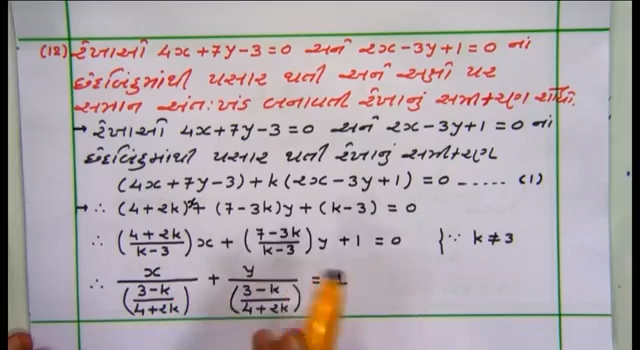 (12) રેખાઓ 4x+7y-3=0 અને 2x-3y+1=0 નાં
છેદબિંદુમાંથી પસાર થતી અને અક્ષો પર
સમાન અંત:ખંડ બનાવતી રેખાનું સમીકરણ શોધો.
→ રેખાઓ 4x+7y-3=0 અને 2x-3y+1=0 નાં
છેદબિંદુમાંથી પસાર થતી રેખાનું સમીકરણ
(4x+7y-3)+k(2x-3y+1)=0 ----- (1)
→ ∴ (4+2k)x+(7-3k)y+(k-3)=0
∴ ((4+2k)/(k-3))x + ((7-3k)/(k-3))y + 1 = 0 {∵ k≠3
∴ x/((3-k)/(4+2k)) + y/((3-k)/(4+2k)) = 1